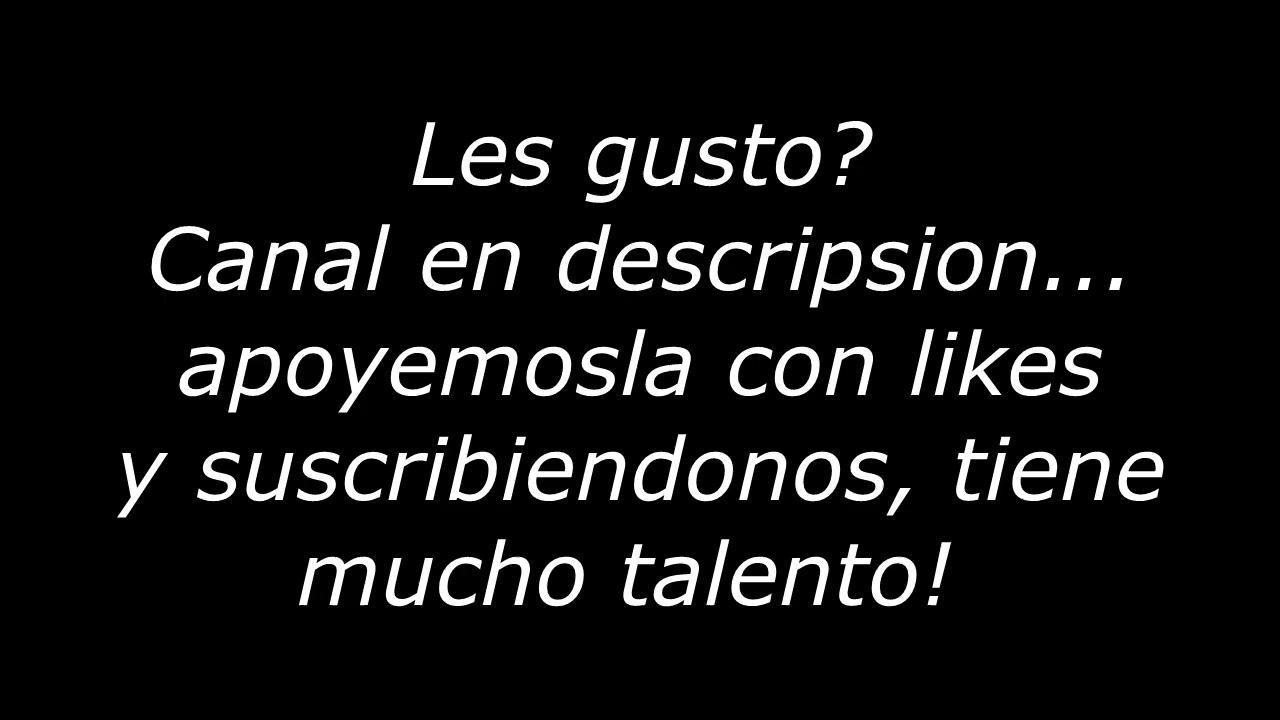 Les gusto?
Canal en descripsion...
apoyemosla con likes
y suscribiendonos, tiene
mucho talento!